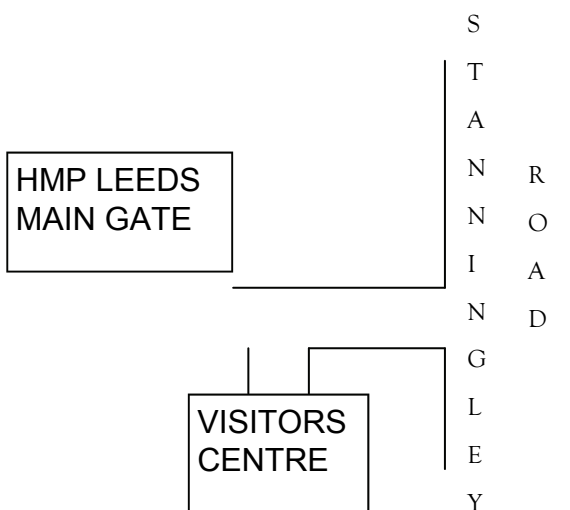 HMP LEEDS
MAIN GATE
VISITORS
CENTRE
STANNINGLEY
ROAD